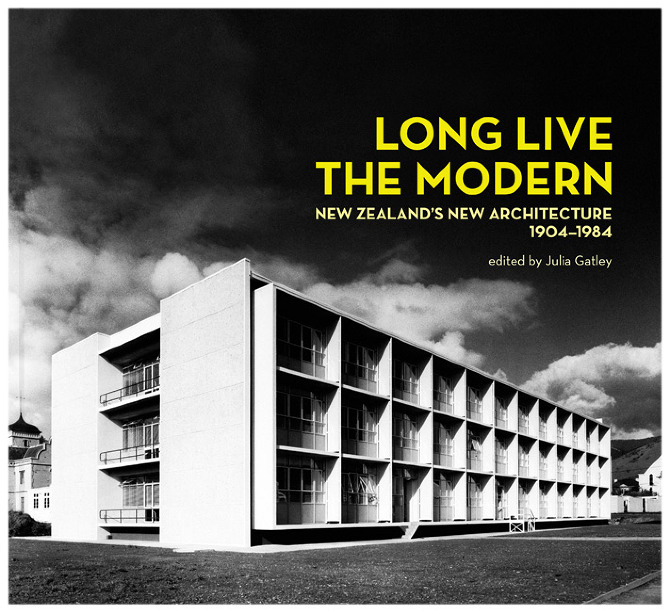 LONG LIVE
THE MODERN
NEW ZEALAND'S NEW ARCHITECTURE
1904–1984
edited by Julia Gatley